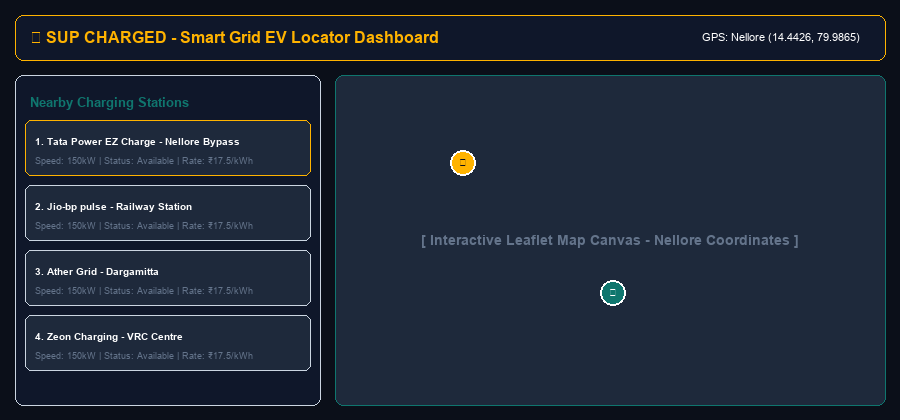 SUP CHARGED - Smart Grid EV Locator Dashboard
GPS: Nellore (14.4426, 79.9865)
Nearby Charging Stations
1. Tata Power EZ Charge - Nellore Bypass
Speed: 150kW | Status: Available | Rate: ₹17.5/kWh
2. Jio-bp pulse - Railway Station
Speed: 150kW | Status: Available | Rate: ₹17.5/kWh
3. Ather Grid - Dargamitta
Speed: 150kW | Status: Available | Rate: ₹17.5/kWh
4. Zeon Charging - VRC Centre
Speed: 150kW | Status: Available | Rate: ₹17.5/kWh
[ Interactive Leaflet Map Canvas - Nellore Coordinates ]